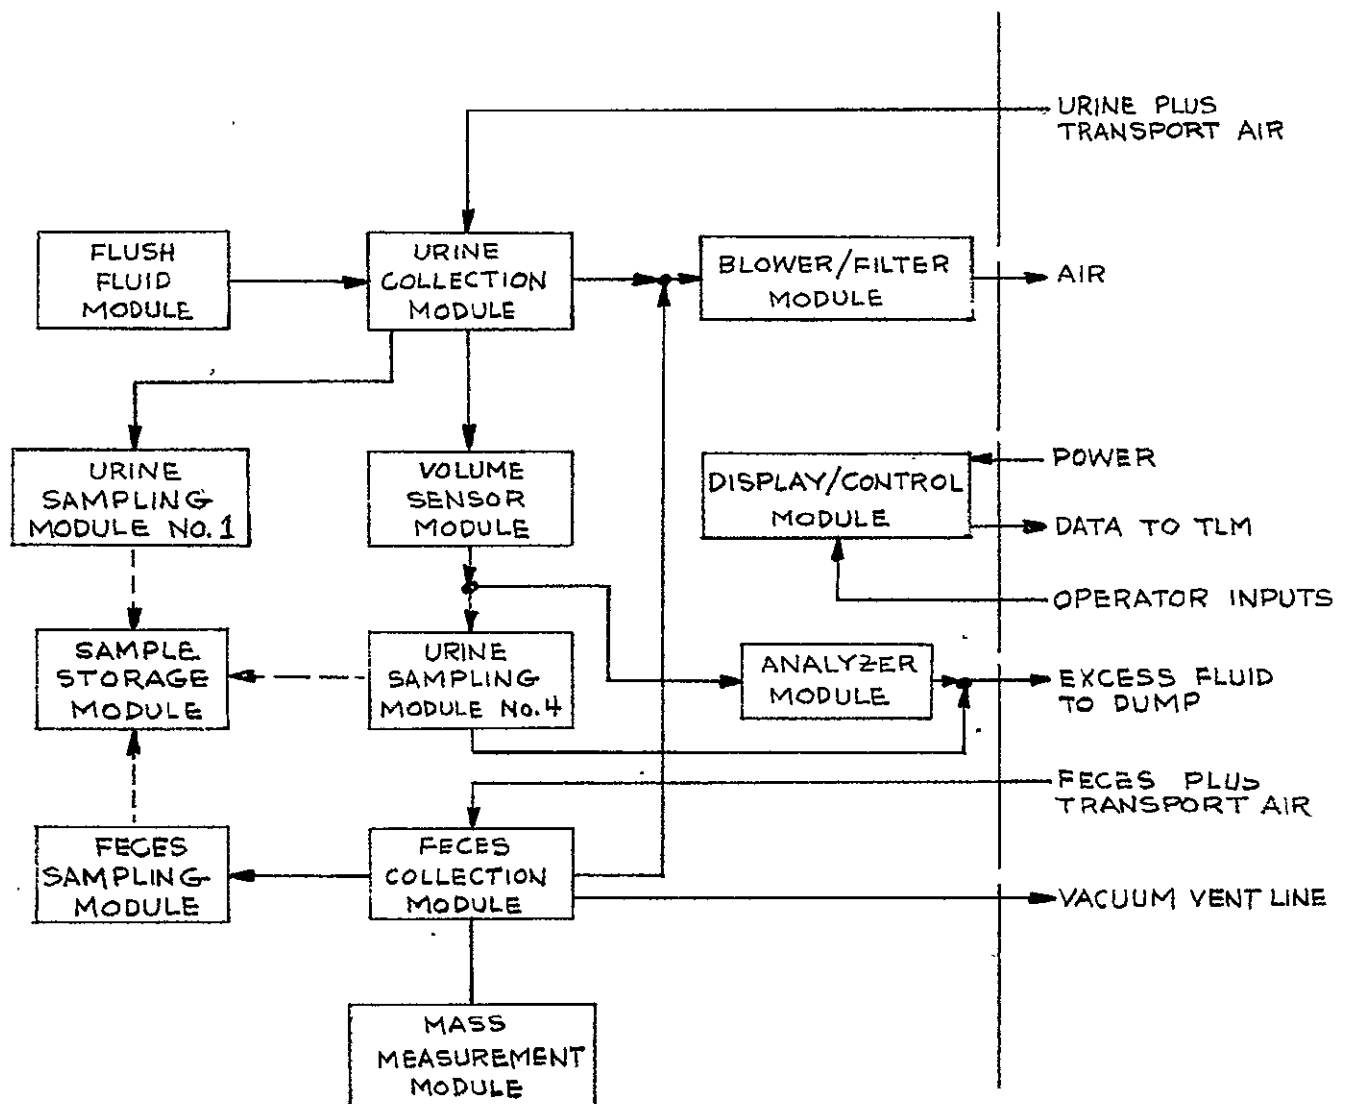 URINE PLUS
TRANSPORT AIR
FLUSH
FLUID
MODULE
URINE
COLLECTION
MODULE
BLOWER/FILTER
MODULE
AIR
URINE
SAMPLING
MODULE No. 1
VOLUME
SENSOR
MODULE
DISPLAY/CONTROL
MODULE
POWER
DATA TO TLM
OPERATOR INPUTS
SAMPLE
STORAGE
MODULE
URINE
SAMPLING
MODULE No. 4
ANALYZER
MODULE
EXCESS FLUID
TO DUMP
FECES PLUS
TRANSPORT AIR
FECES
SAMPLING
MODULE
FECES
COLLECTION
MODULE
VACUUM VENT LINE
MASS
MEASUREMENT
MODULE